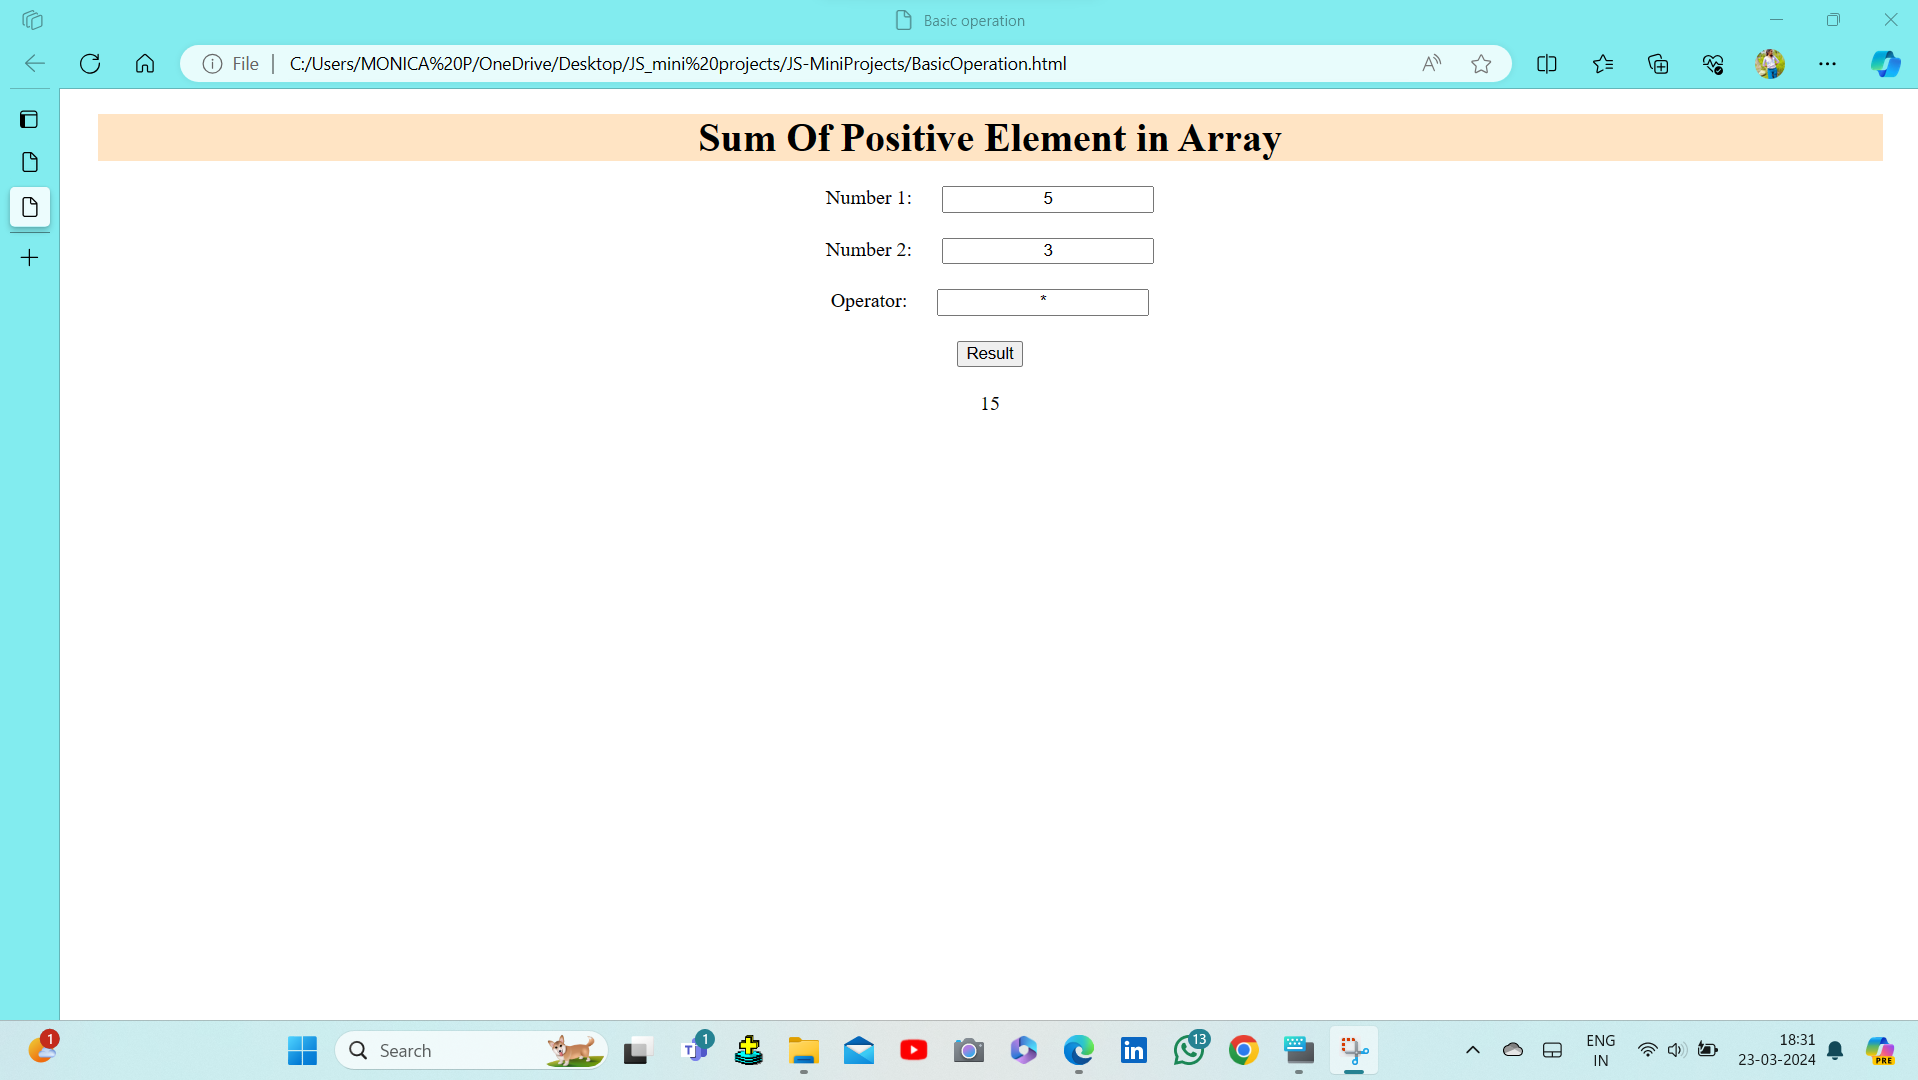 Basic operation
File
C:/Users/MONICA%20P/OneDrive/Desktop/JS_mini%20projects/JS-MiniProjects/BasicOperation.html
Sum Of Positive Element in Array
Number 1: 5
Number 2: 3
Operator: *
Result
15
1
Search
1
13
ENG
IN
18:31
23-03-2024
PRE